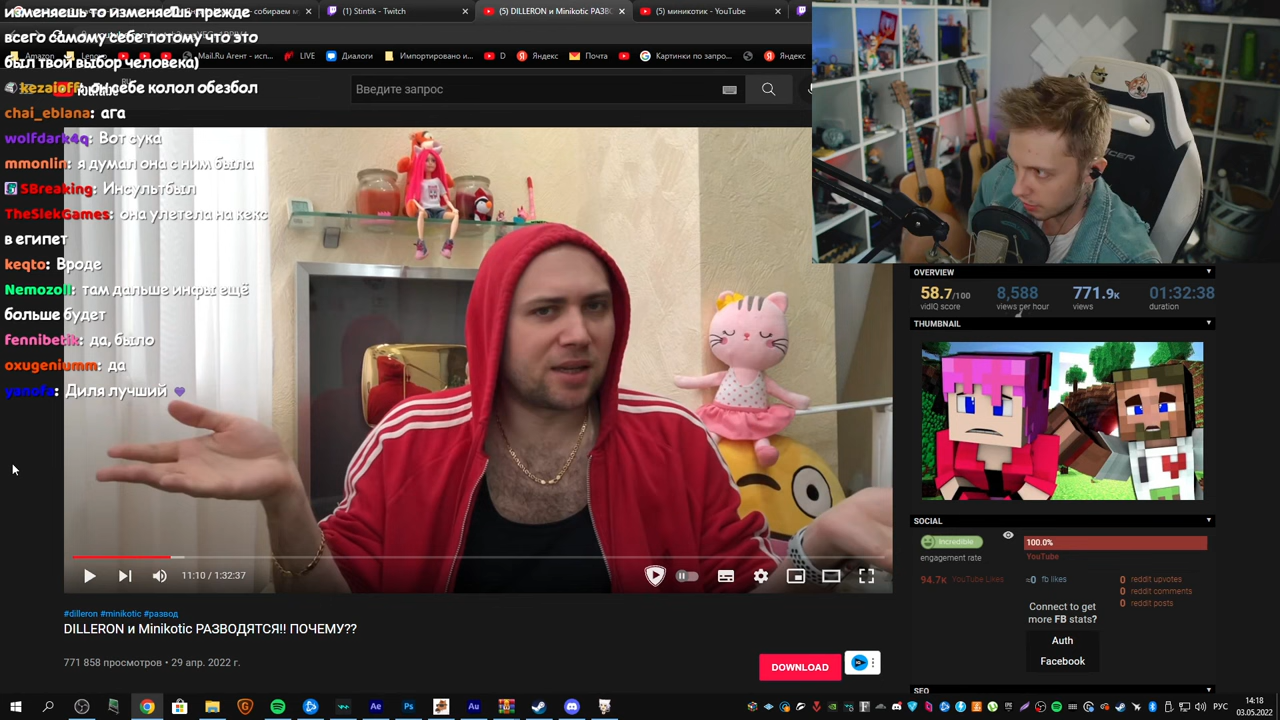 изменяешь то изменяешь прежде
всего самому себе потому что это
был твой выбор человека)
kezaioff: Он себе колол обезбол
chai_eblana: ага
wolfdark4q: Вот сука
mmonlin: я думал она с ним была
SBreaking: Инсультбыл
TheSlekGames: она улетела на кекс
в египет
keqto: Вроде
Nemozoll: там дальше инфы ещё
больше будет
fennibetik: да, было
oxugeniumm: да
yanofa: Диля лучший
(1) Stintik - Twitch
(5) DILLERON и Minikotic РАЗВО
(5) миникотик - YouTube
Amazon
LIVE
Диалоги
Импортировано и...
D
Яндекс
Почта
Картинки по запро...
Яндекс
Mail.Ru Агент - исп...
RU
Введите запрос
11:10 / 1:32:37
#dilleron #minikotic #развод
DILLERON и Minikotic РАЗВОДЯТСЯ!! ПОЧЕМУ??
771 858 просмотров • 29 апр. 2022 г.
DOWNLOAD
OVERVIEW
58.7/100 8,588 771.9K 01:32:38
vidIQ score views per hour views duration
THUMBNAIL
SOCIAL
Incredible
engagement rate
100.0%
YouTube
94.7K YouTube Likes
≈0 fb likes
0 reddit upvotes
0 reddit comments
0 reddit posts
Connect to get
more FB stats?
Auth
Facebook
SEO
РУС
14:18
03.05.2022